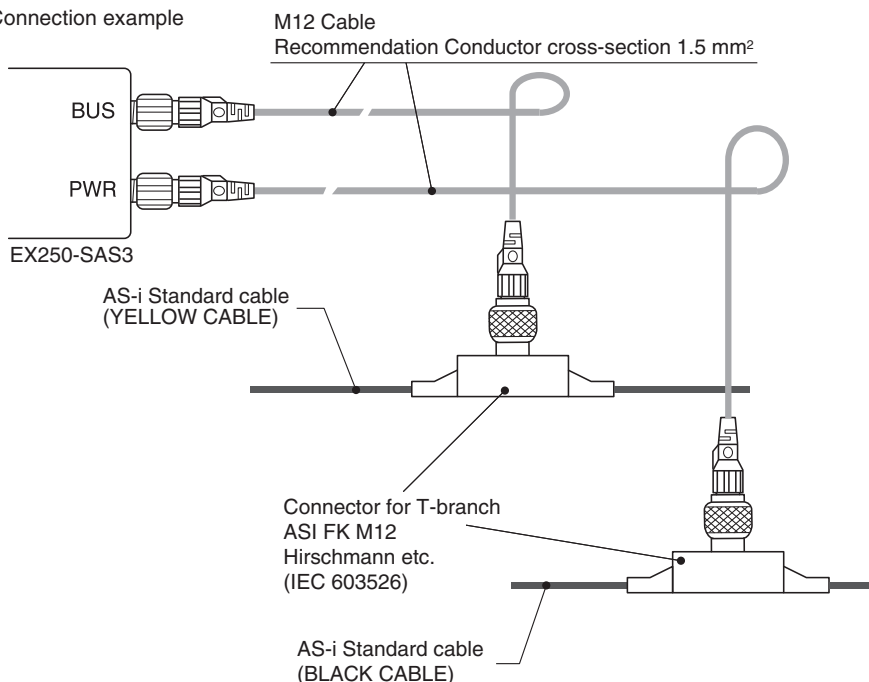 Connection example
M12 Cable
Recommendation Conductor cross-section 1.5 mm²
BUS
PWR
EX250-SAS3
AS-i Standard cable
(YELLOW CABLE)
Connector for T-branch
ASI FK M12
Hirschmann etc.
(IEC 603526)
AS-i Standard cable
(BLACK CABLE)